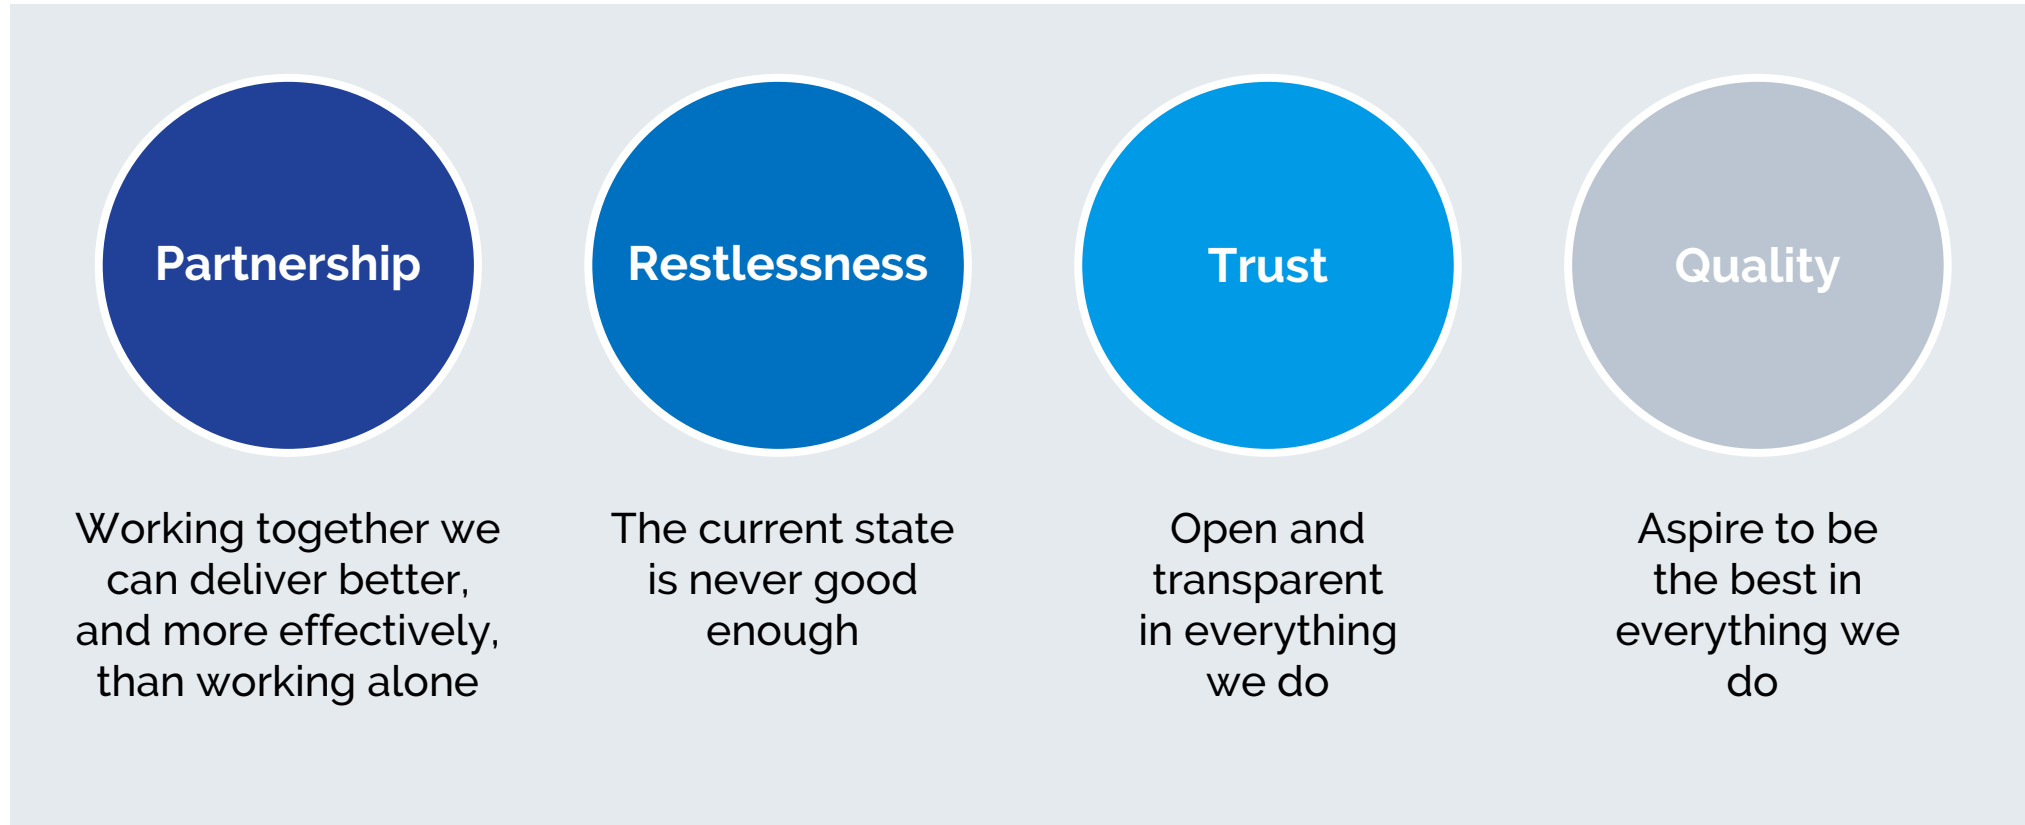 Partnership
Working together we
can deliver better,
and more effectively,
than working alone
Restlessness
The current state
is never good
enough
Trust
Open and
transparent
in everything
we do
Quality
Aspire to be
the best in
everything we
do